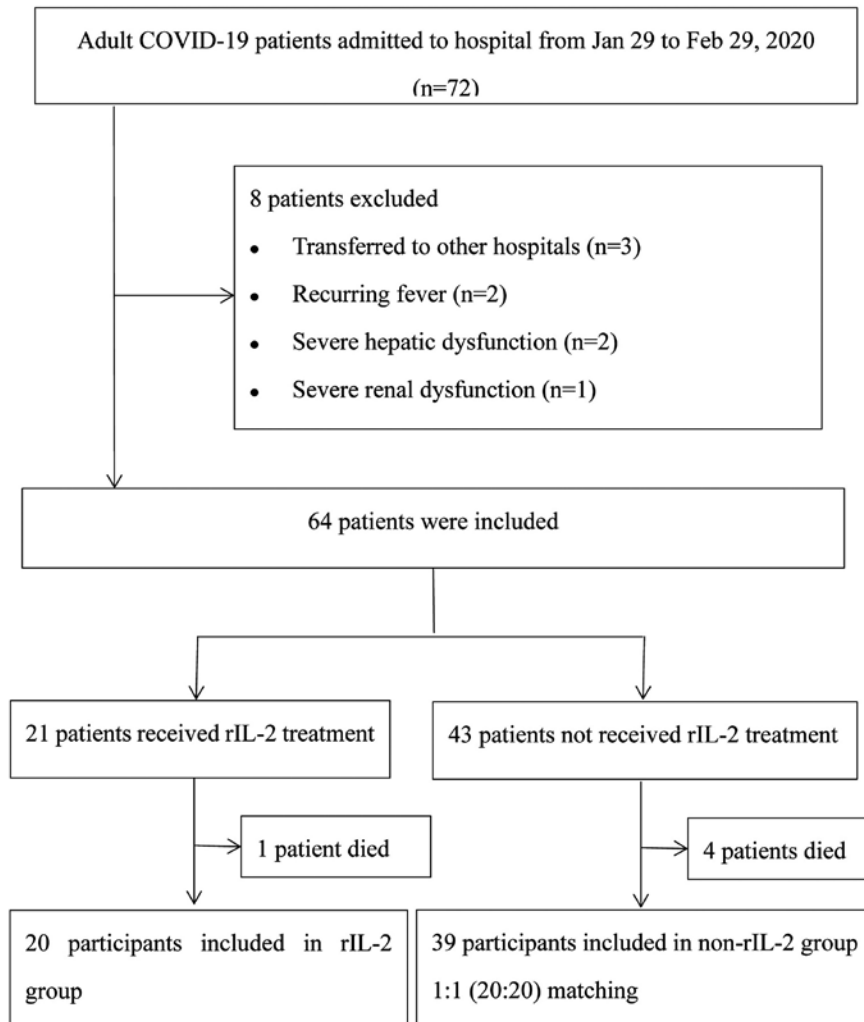 Adult COVID-19 patients admitted to hospital from Jan 29 to Feb 29, 2020
(n=72)
8 patients excluded
• Transferred to other hospitals (n=3)
• Recurring fever (n=2)
• Severe hepatic dysfunction (n=2)
• Severe renal dysfunction (n=1)
64 patients were included
21 patients received rIL-2 treatment
43 patients not received rIL-2 treatment
1 patient died
4 patients died
20 participants included in rIL-2
group
39 participants included in non-rIL-2 group
1:1 (20:20) matching